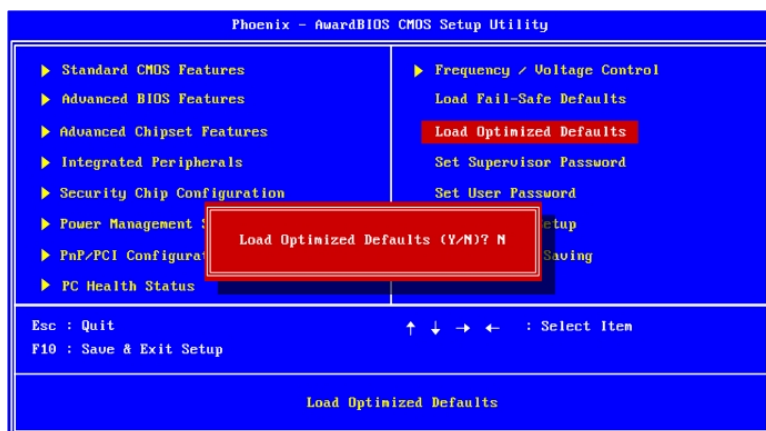 Phoenix - AwardBIOS CMOS Setup Utility
Standard CMOS Features
Advanced BIOS Features
Advanced Chipset Features
Integrated Peripherals
Security Chip Configuration
Power Management
PnP/PCI
PC Health Status
Frequency / Voltage Control
Load Fail-Safe Defaults
Load Optimized Defaults
Set Supervisor Password
Set User Password
Saving
Load Optimized Defaults (Y/N)? N
Esc : Quit
F10 : Save & Exit Setup
↑ ↓ → ← : Select Item
Load Optimized Defaults